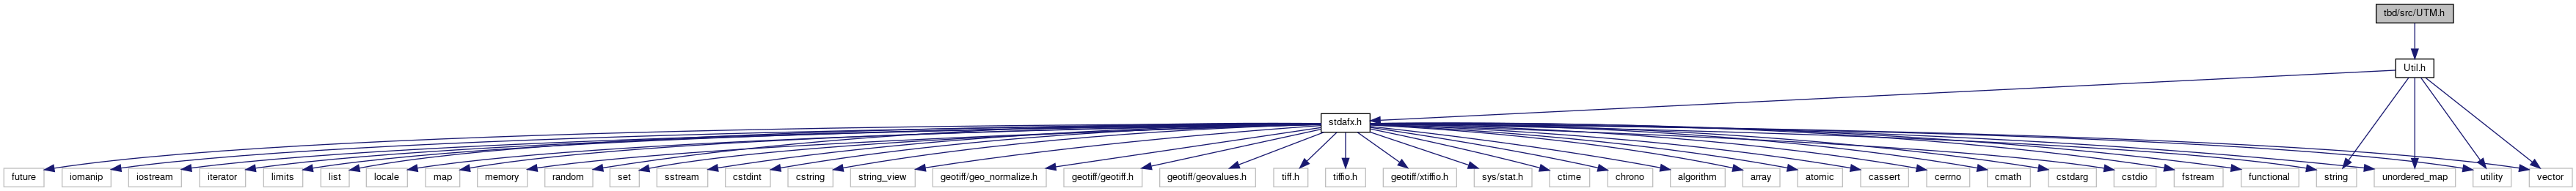 tbd/src/UTM.h
Util.h
stdafx.h
future
iomanip
iostream
iterator
limits
list
locale
map
memory
random
set
sstream
cstdint
cstring
string_view
geotiff/geo_normalize.h
geotiff/geotiff.h
geotiff/geovalues.h
tiff.h
tiffio.h
geotiff/xtiffio.h
sys/stat.h
ctime
chrono
algorithm
array
atomic
cassert
cerrno
cmath
cstdarg
cstdio
fstream
functional
string
unordered_map
utility
vector